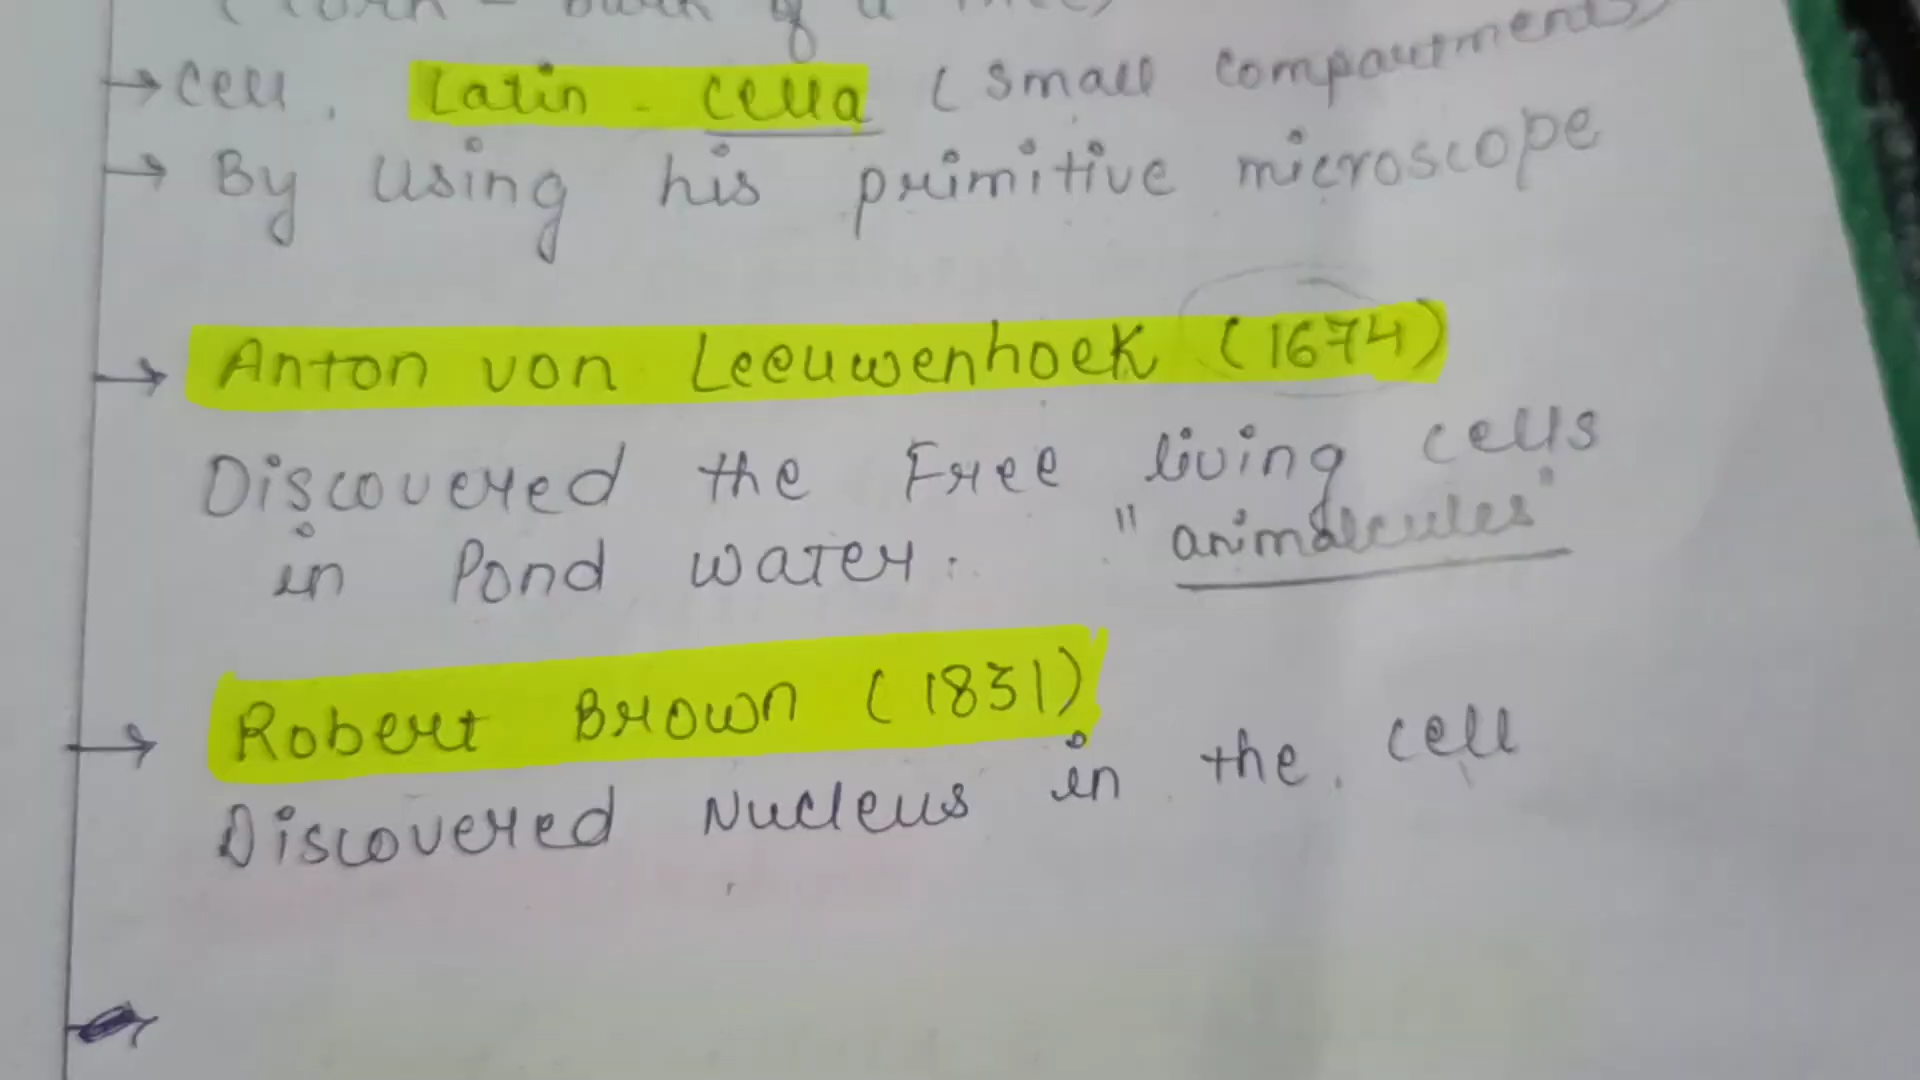 → Cell, Latin - cella (Small compartments)
→ By using his primitive microscope
→ Anton von Leeuwenhoek (1674)
Discovered the Free living cells
in Pond water. "animalcules"
→ Robert Brown (1831)
Discovered Nucleus in the cell